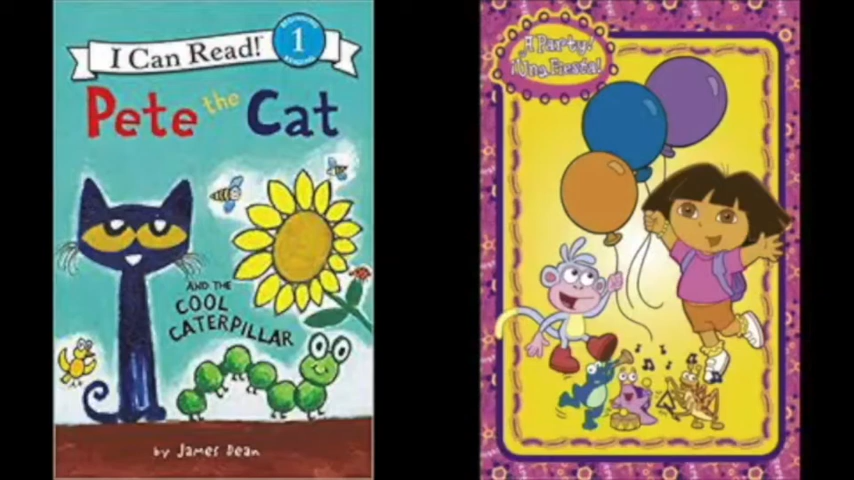 I Can Read!
1
Pete the Cat
AND THE
COOL
CATERPILLAR
by James Dean
A Party!
¡Una Fiesta!